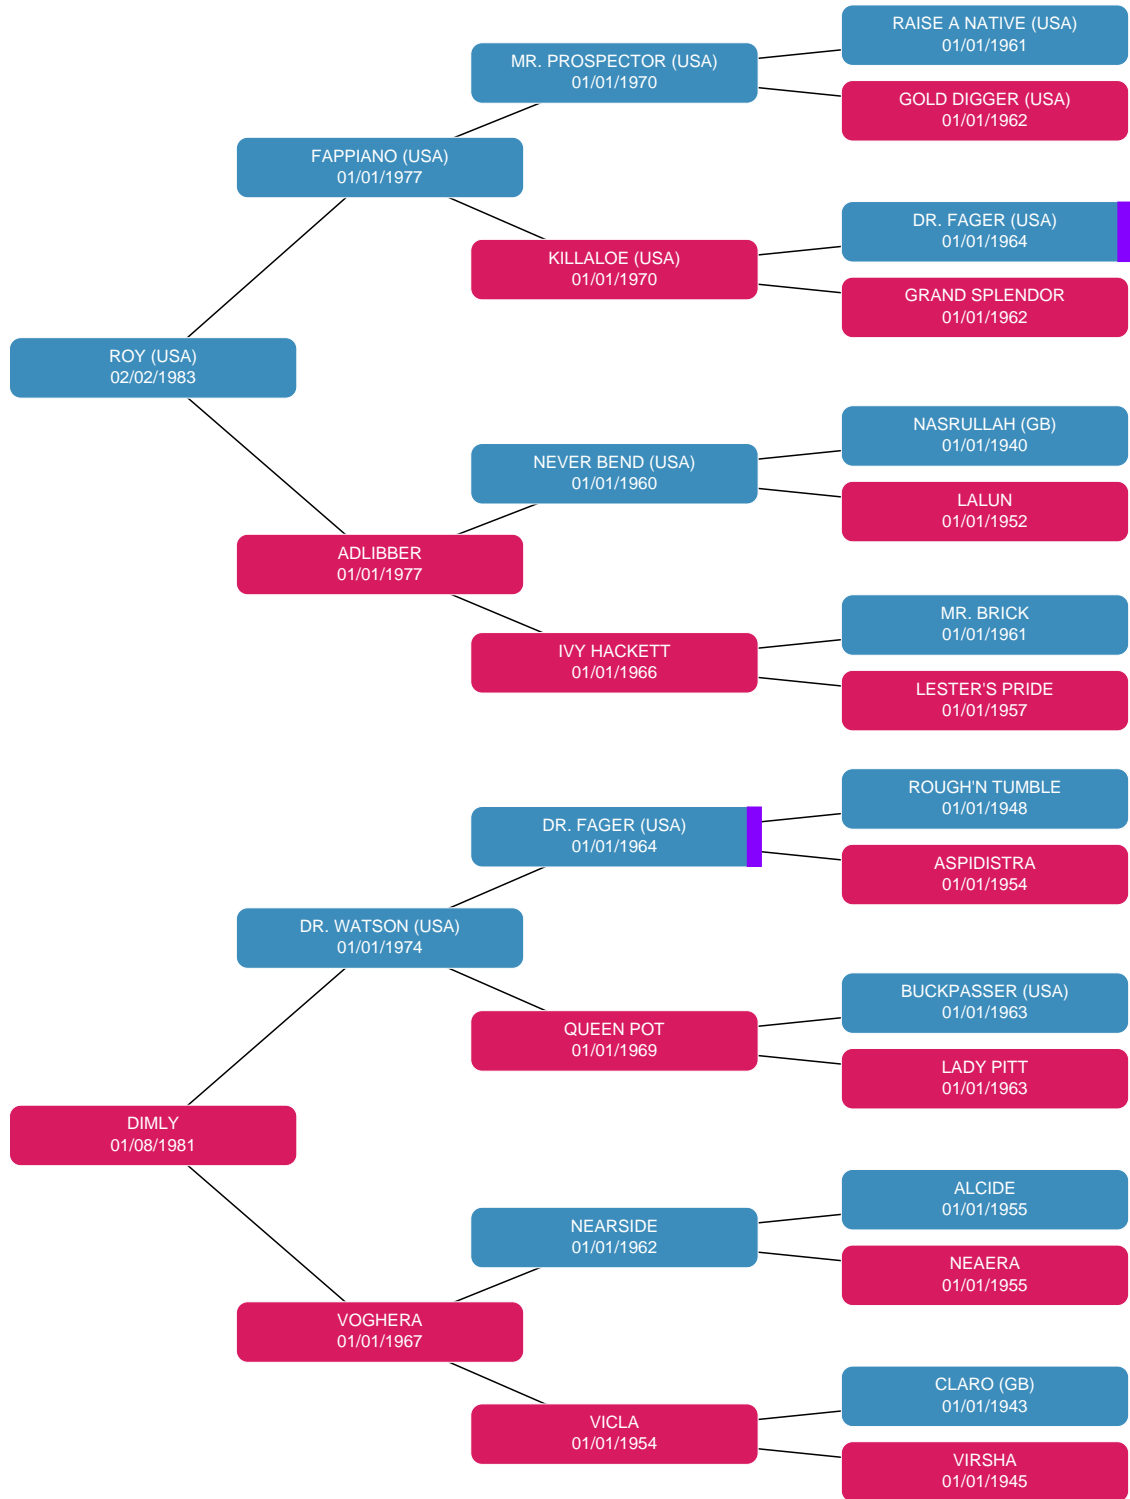 RAISE A NATIVE (USA)
01/01/1961
MR. PROSPECTOR (USA)
01/01/1970
GOLD DIGGER (USA)
01/01/1962
FAPPIANO (USA)
01/01/1977
DR. FAGER (USA)
01/01/1964
KILLALOE (USA)
01/01/1970
GRAND SPLENDOR
01/01/1962
ROY (USA)
02/02/1983
NASRULLAH (GB)
01/01/1940
NEVER BEND (USA)
01/01/1960
LALUN
01/01/1952
ADLIBBER
01/01/1977
MR. BRICK
01/01/1961
IVY HACKETT
01/01/1966
LESTER'S PRIDE
01/01/1957
ROUGH'N TUMBLE
01/01/1948
DR. FAGER (USA)
01/01/1964
ASPIDISTRA
01/01/1954
DR. WATSON (USA)
01/01/1974
BUCKPASSER (USA)
01/01/1963
QUEEN POT
01/01/1969
LADY PITT
01/01/1963
DIMLY
01/08/1981
ALCIDE
01/01/1955
NEARSIDE
01/01/1962
NEAERA
01/01/1955
VOGHERA
01/01/1967
CLARO (GB)
01/01/1943
VICLA
01/01/1954
VIRSHA
01/01/1945